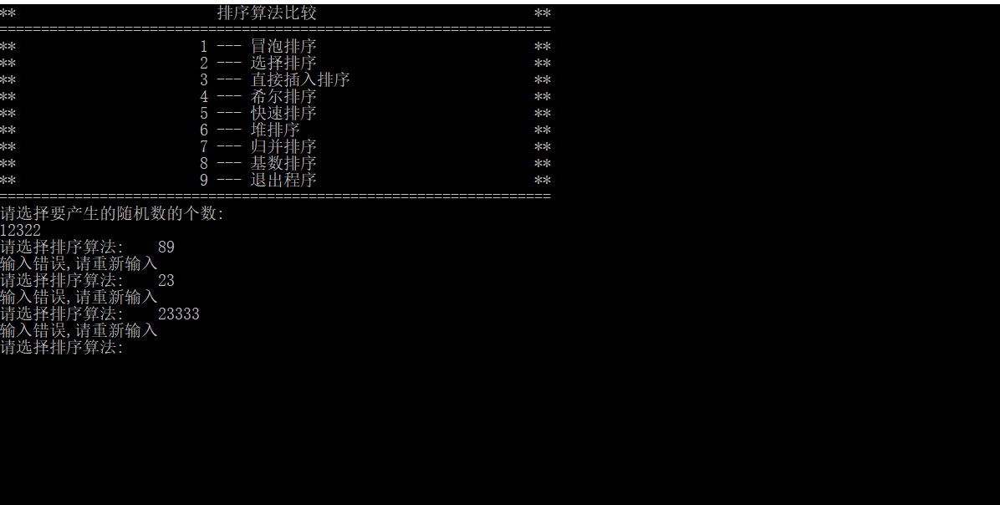 ** 排序算法比较 **
==================================================================
** 1 --- 冒泡排序 **
** 2 --- 选择排序 **
** 3 --- 直接插入排序 **
** 4 --- 希尔排序 **
** 5 --- 快速排序 **
** 6 --- 堆排序 **
** 7 --- 归并排序 **
** 8 --- 基数排序 **
** 9 --- 退出程序 **
==================================================================
请选择要产生的随机数的个数:
12322
请选择排序算法: 89
输入错误,请重新输入
请选择排序算法: 23
输入错误,请重新输入
请选择排序算法: 23333
输入错误,请重新输入
请选择排序算法: